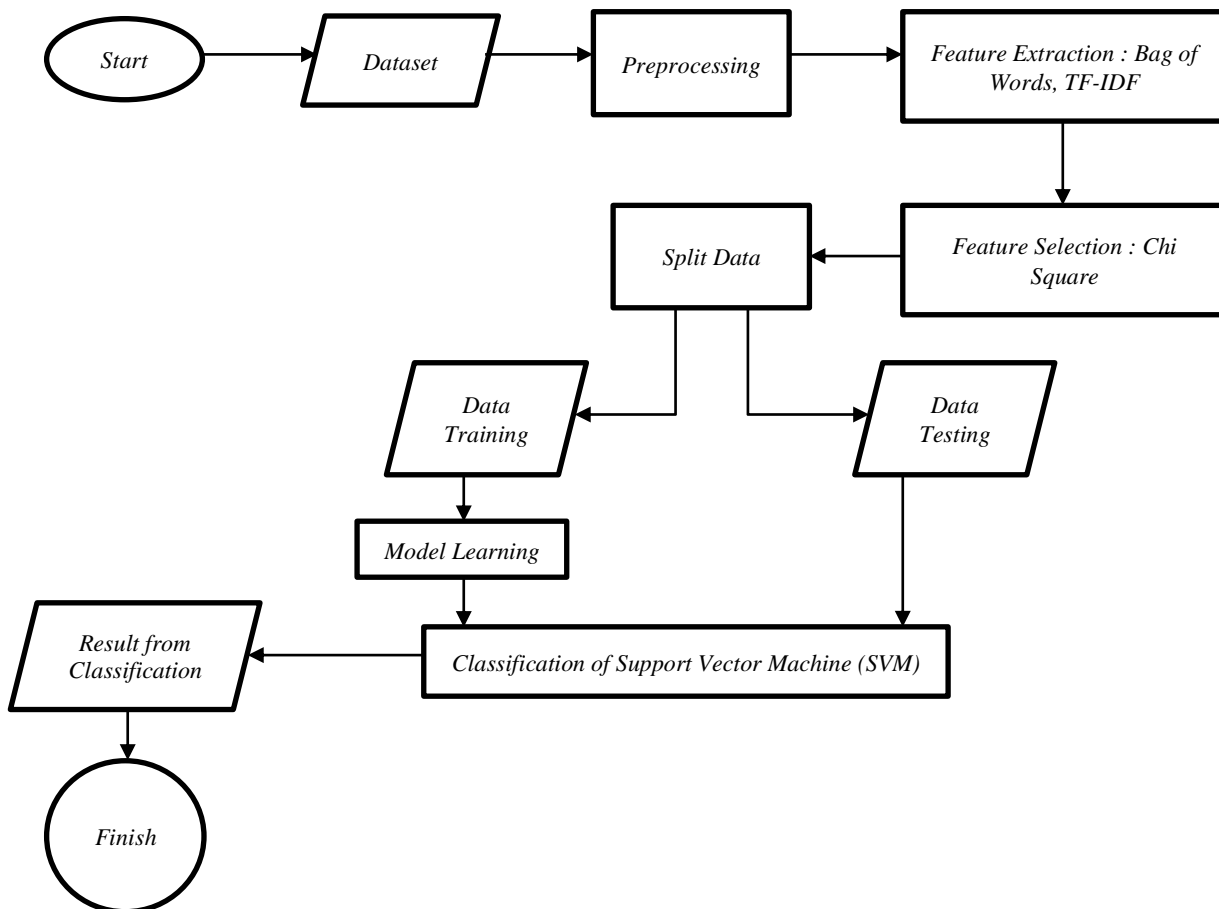 Start
Dataset
Preprocessing
Feature Extraction : Bag of
Words, TF-IDF
Split Data
Feature Selection : Chi
Square
Data
Training
Data
Testing
Model Learning
Result from
Classification
Classification of Support Vector Machine (SVM)
Finish